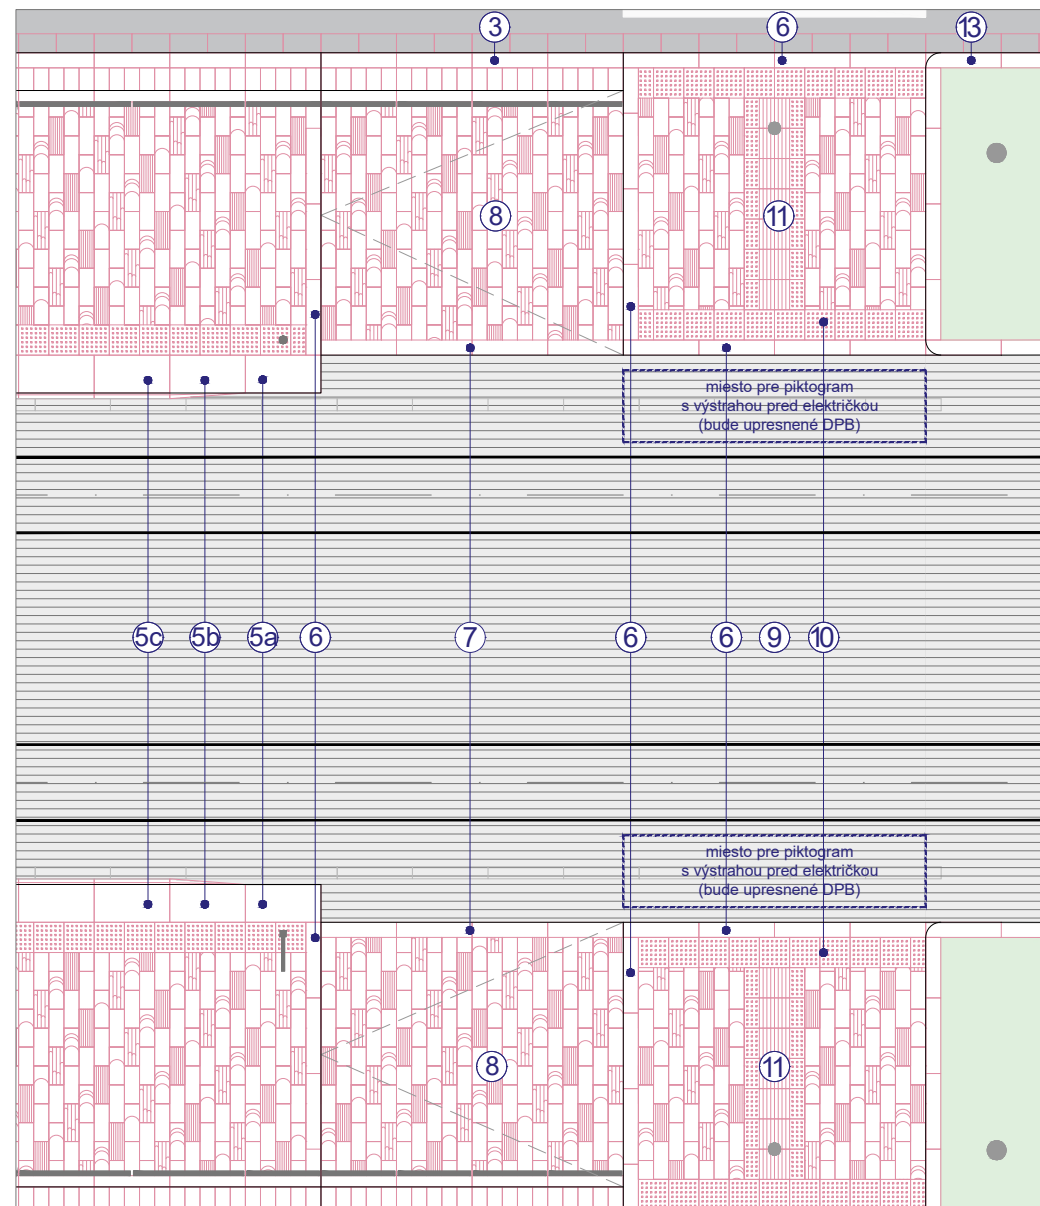 3
6
13
8
11
miesto pre piktogram
s výstrahou pred električkou
(bude upresnené DPB)
5c 5b 5a 6 7 6 6 9 10
miesto pre piktogram
s výstrahou pred električkou
(bude upresnené DPB)
8
11